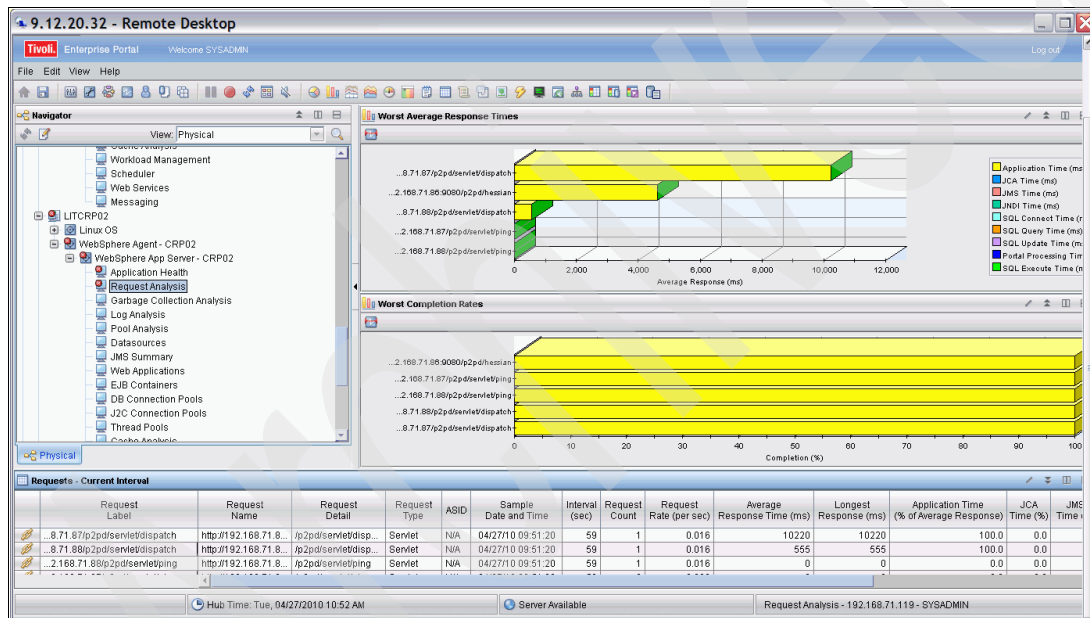 9.12.20.32 - Remote Desktop
Tivoli. Enterprise Portal Welcome SYSADMIN Log out
File Edit View Help
Navigator
View: Physical
Cache Analysis
Workload Management
Scheduler
Web Services
Messaging
LITCRP02
Linux OS
WebSphere Agent - CRP02
WebSphere App Server - CRP02
Application Health
Request Analysis
Garbage Collection Analysis
Log Analysis
Pool Analysis
Datasources
JMS Summary
Web Applications
EJB Containers
DB Connection Pools
J2C Connection Pools
Thread Pools
Cache Analysis
Physical
Worst Average Response Times
...8.71.87/p2pd/servlet/dispatch
...2.168.71.86:9080/p2pd/hessian
...8.71.88/p2pd/servlet/dispatch
...2.168.71.87/p2pd/servlet/ping
...2.168.71.88/p2pd/servlet/ping
0 2,000 4,000 6,000 8,000 10,000 12,000
Average Response (ms)
Application Time (ms
JCA Time (ms)
JMS Time (ms)
JNDI Time (ms)
SQL Connect Time (
SQL Query Time (ms)
SQL Update Time (m
Portal Processing Tim
SQL Execute Time (
Worst Completion Rates
...2.168.71.86:9080/p2pd/hessian
...2.168.71.87/p2pd/servlet/ping
...2.168.71.88/p2pd/servlet/ping
...8.71.88/p2pd/servlet/dispatch
...8.71.87/p2pd/servlet/dispatch
0 10 20 30 40 50 60 70 80 90 100
Completion (%)
Requests - Current Interval
Request Label Request Name Request Detail Request Type ASID Sample Date and Time Interval (sec) Request Count Request Rate (per sec) Average Response Time (ms) Longest Response (ms) Application Time (% of Average Response) JCA Time (%) JMS Time
...8.71.87/p2pd/servlet/dispatch http://192.168.71.8... /p2pd/servlet/disp... Servlet N/A 04/27/10 09:51:20 59 1 0.016 10220 10220 100.0 0.0
...8.71.88/p2pd/servlet/dispatch http://192.168.71.8... /p2pd/servlet/disp... Servlet N/A 04/27/10 09:51:20 59 1 0.016 555 555 100.0 0.0
...2.168.71.88/p2pd/servlet/ping http://192.168.71.8... /p2pd/servlet/ping Servlet N/A 04/27/10 09:51:20 59 1 0.016 0 0 0.0 0.0
Hub Time: Tue, 04/27/2010 10:52 AM Server Available Request Analysis - 192.168.71.119 - SYSADMIN